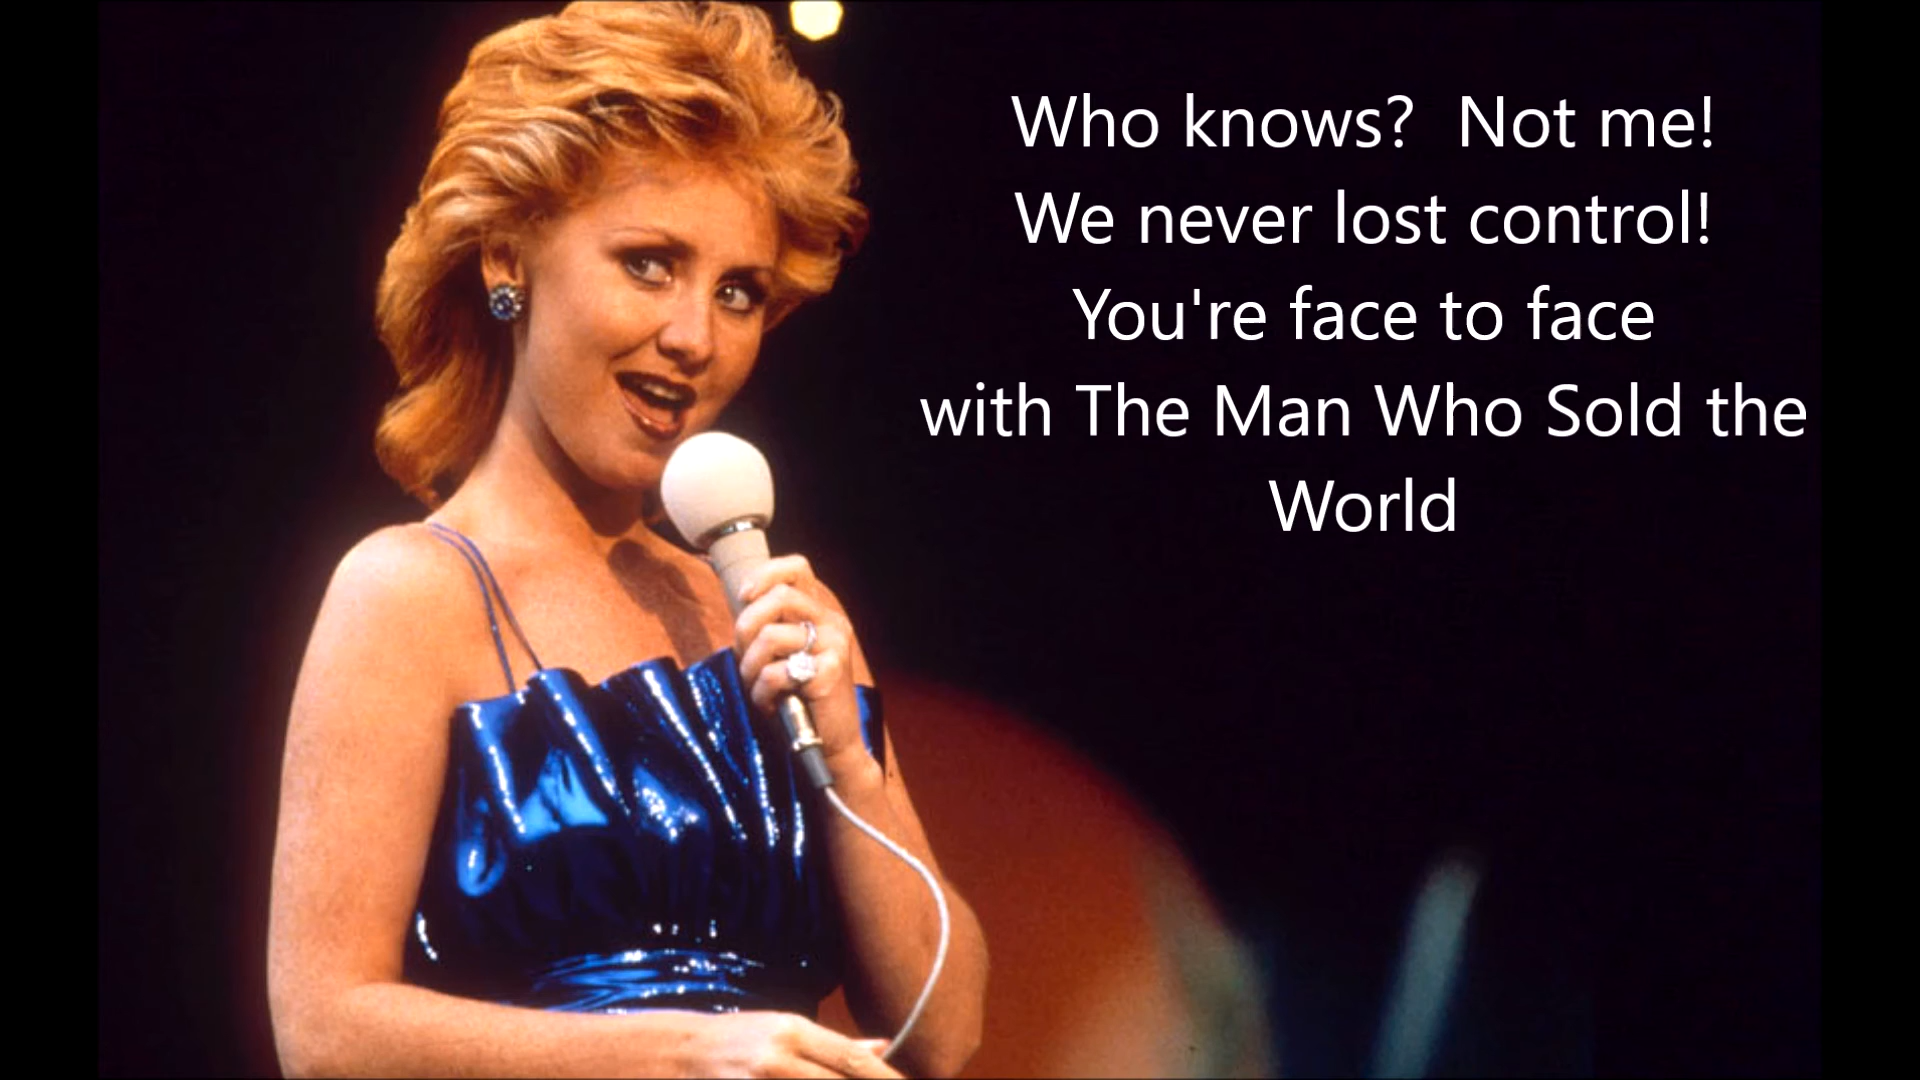 Who knows?  Not me!
We never lost control!
You're face to face
with The Man Who Sold the
World